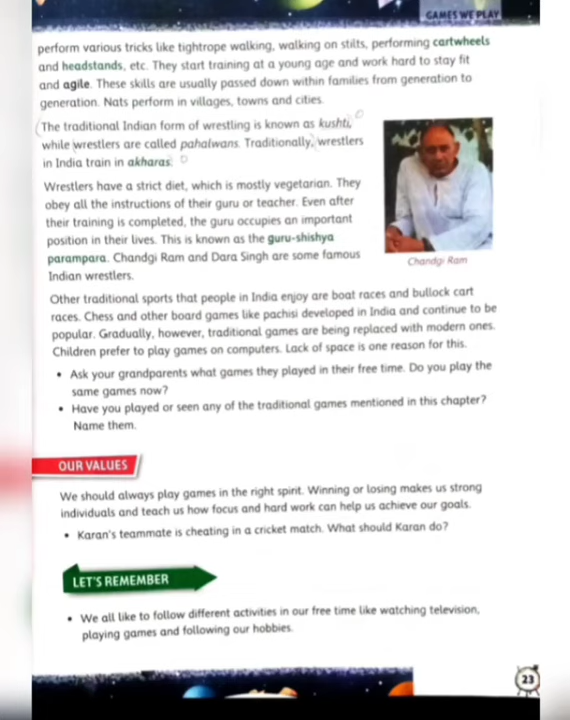 GAMES WE PLAY
perform various tricks like tightrope walking, walking on stilts, performing cartwheels
and headstands, etc. They start training at a young age and work hard to stay fit
and agile. These skills are usually passed down within families from generation to
generation. Nats perform in villages, towns and cities.
The traditional Indian form of wrestling is known as kushti,
while wrestlers are called pahalwans. Traditionally, wrestlers
in India train in akharas.
Wrestlers have a strict diet, which is mostly vegetarian. They
obey all the instructions of their guru or teacher. Even after
their training is completed, the guru occupies an important
position in their lives. This is known as the guru-shishya
parampara. Chandgi Ram and Dara Singh are some famous
Indian wrestlers.
Chandgi Ram
Other traditional sports that people in India enjoy are boat races and bullock cart
races. Chess and other board games like pachisi developed in India and continue to be
popular. Gradually, however, traditional games are being replaced with modern ones.
Children prefer to play games on computers. Lack of space is one reason for this.
• Ask your grandparents what games they played in their free time. Do you play the
same games now?
• Have you played or seen any of the traditional games mentioned in this chapter?
Name them.
OUR VALUES
We should always play games in the right spirit. Winning or losing makes us strong
individuals and teach us how focus and hard work can help us achieve our goals.
• Karan's teammate is cheating in a cricket match. What should Karan do?
LET'S REMEMBER
• We all like to follow different activities in our free time like watching television,
playing games and following our hobbies.
23